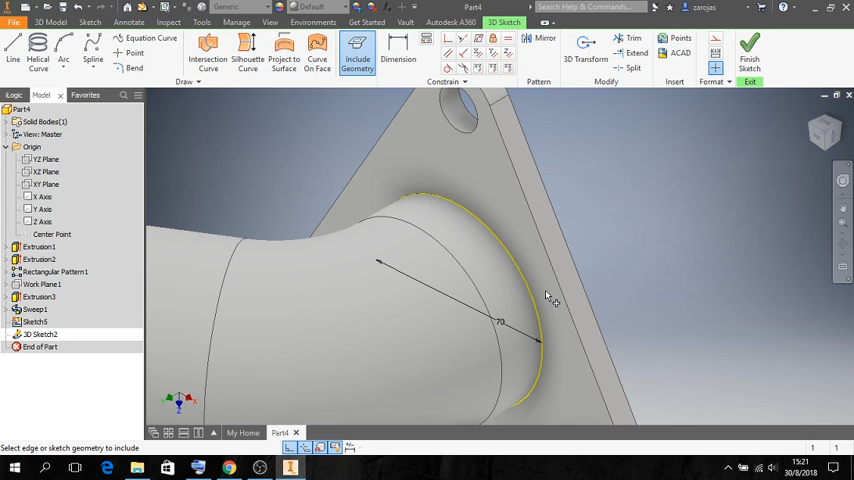 Generic
Default
Part4
Search Help & Commands...
zarojas
File
3D Model
Sketch
Annotate
Inspect
Tools
Manage
View
Environments
Get Started
Vault
Autodesk A360
3D Sketch
Line
Helical Curve
Arc
Spline
Equation Curve
Point
Bend
Draw
Intersection Curve
Silhouette Curve
Project to Surface
Curve On Face
Include Geometry
Dimension
Constrain
Mirror
Pattern
3D Transform
Trim
Extend
Split
Modify
Points
ACAD
Insert
Format
Finish Sketch
Exit
iLogic
Model
Favorites
Part4
Solid Bodies(1)
View: Master
Origin
YZ Plane
XZ Plane
XY Plane
X Axis
Y Axis
Z Axis
Center Point
Extrusion1
Extrusion2
Rectangular Pattern1
Work Plane1
Extrusion3
Sweep1
Sketch5
3D Sketch2
End of Part
70
X
Z
My Home
Part4
Select edge or sketch geometry to include
1
1
15:21
30/8/2018